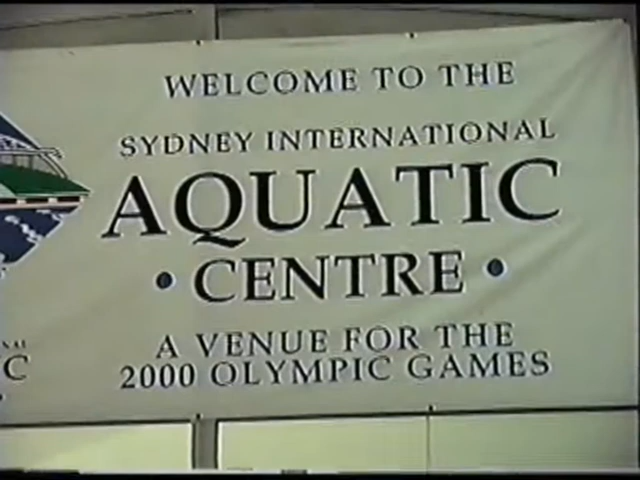 WELCOME TO THE
SYDNEY INTERNATIONAL
AQUATIC
• CENTRE •
A VENUE FOR THE
2000 OLYMPIC GAMES